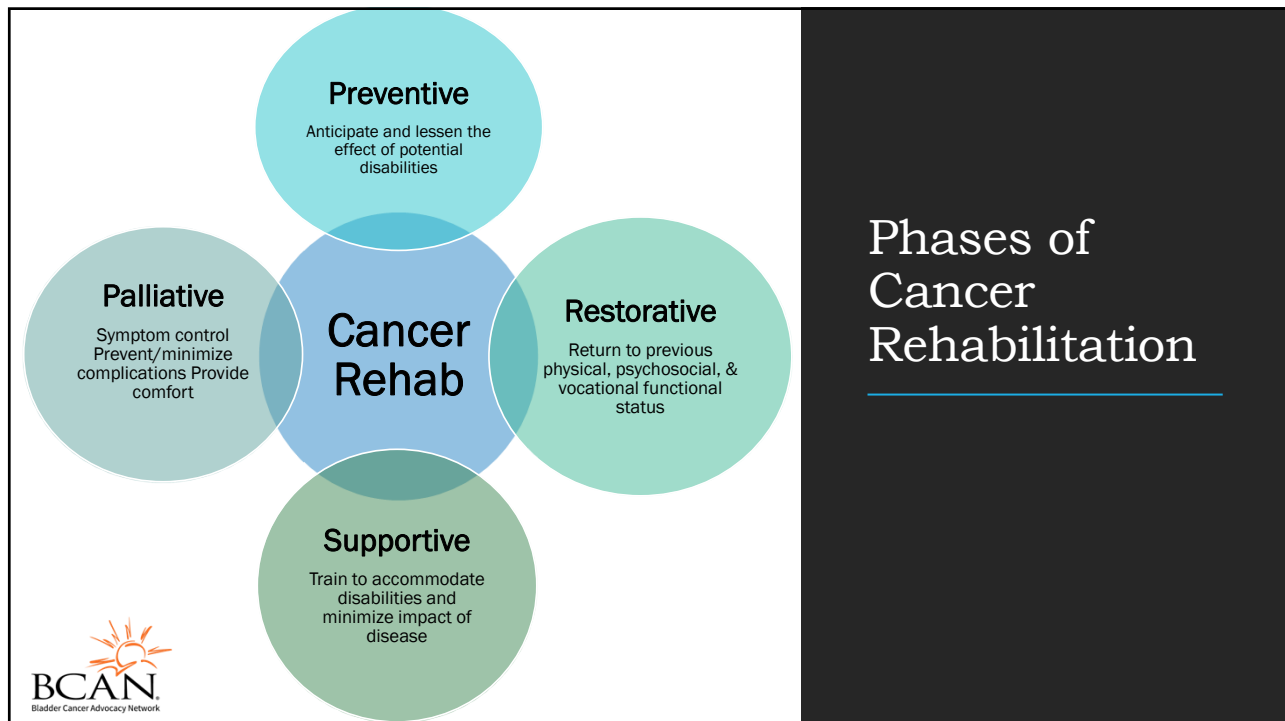 Preventive
Anticipate and lessen the
effect of potential
disabilities
Palliative
Symptom control
Prevent/minimize
complications Provide
comfort
Cancer
Rehab
Restorative
Return to previous
physical, psychosocial, &
vocational functional
status
Supportive
Train to accommodate
disabilities and
minimize impact of
disease
BCAN®
Bladder Cancer Advocacy Network
Phases of
Cancer
Rehabilitation